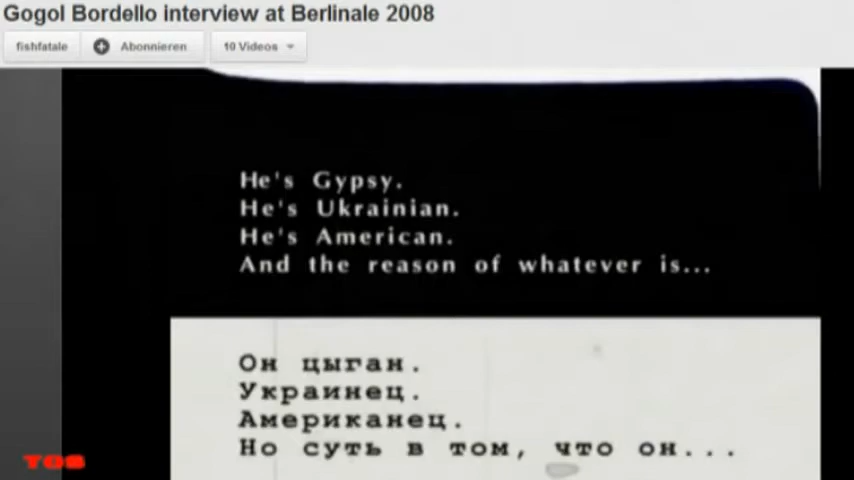 Gogol Bordello interview at Berlinale 2008
fishfatale Abonnieren 10 Videos
He's Gypsy.
He's Ukrainian.
He's American.
And the reason of whatever is...
Он цыган.
Украинец.
Американец.
Но суть в том, что он...
TOS